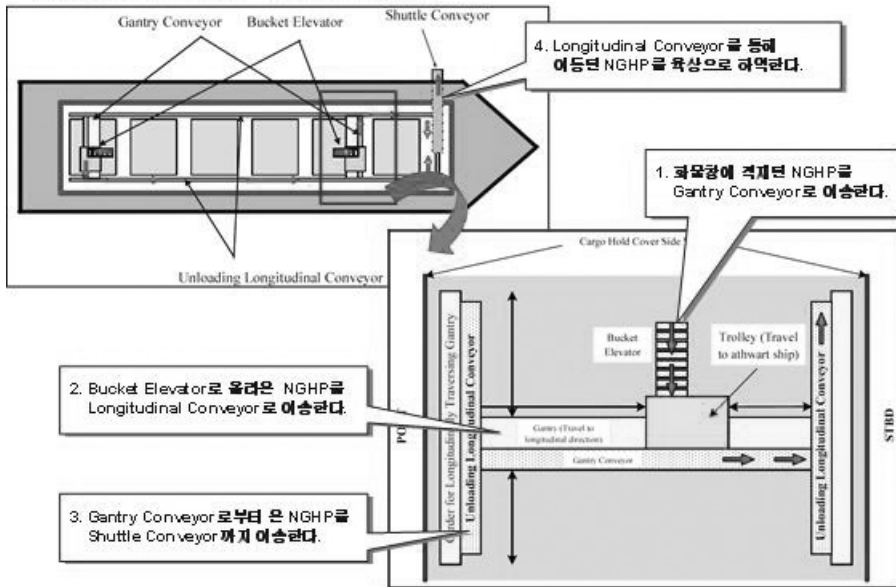 Gantry Conveyor
Bucket Elevator
Shuttle Conveyor
4. Longitudinal Conveyor를 통해
이동된 NGHP를 육상으로 하역한다.
1. 화물창에 적재된 NGHP를
Gantry Conveyor로 이송한다.
Unloading Longitudinal Conveyor
Cargo Hold Cover Side
Bucket
Elevator
Trolley (Travel
to athwart ship)
2. Bucket Elevator로 올라온 NGHP를
Longitudinal Conveyor로 이송한다.
Gantry (Travel to
longitudinal direction)
Gantry Conveyor
for Longitudinally Traversing Gantry
Unloading Longitudinal Conveyor
Unloading Longitudinal Conveyor
STBD
3. Gantry Conveyor로부터 온 NGHP를
Shuttle Conveyor까지 이송한다.